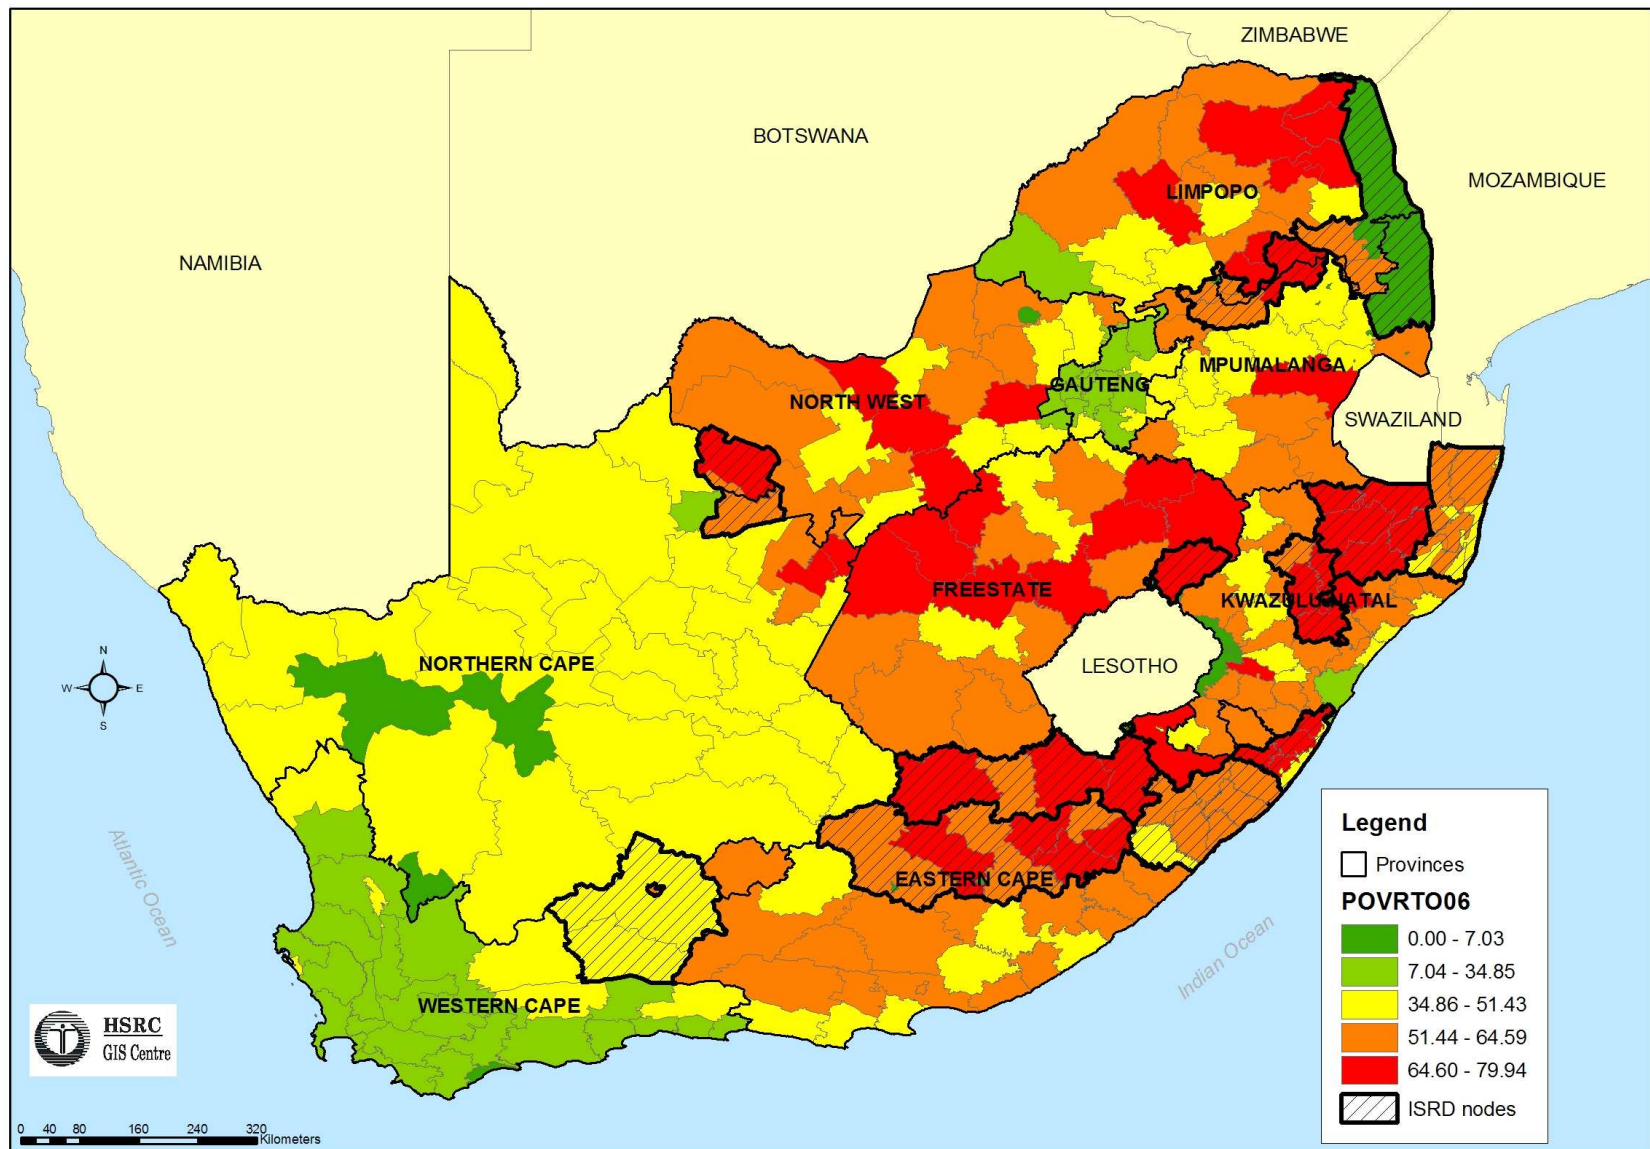 ZIMBABWE
BOTSWANA
MOZAMBIQUE
LIMPOPO
NAMIBIA
MPUMALANGA
GAUTENG
NORTH WEST
SWAZILAND
FREESTATE
KWAZULU NATAL
NORTHERN CAPE
LESOTHO
N
W E
S
EASTERN CAPE
WESTERN CAPE
Atlantic Ocean
Indian Ocean
Legend
Provinces
POVRTO06
0.00 - 7.03
7.04 - 34.85
34.86 - 51.43
51.44 - 64.59
64.60 - 79.94
ISRD nodes
HSRC
GIS Centre
0 40 80 160 240 320
Kilometers